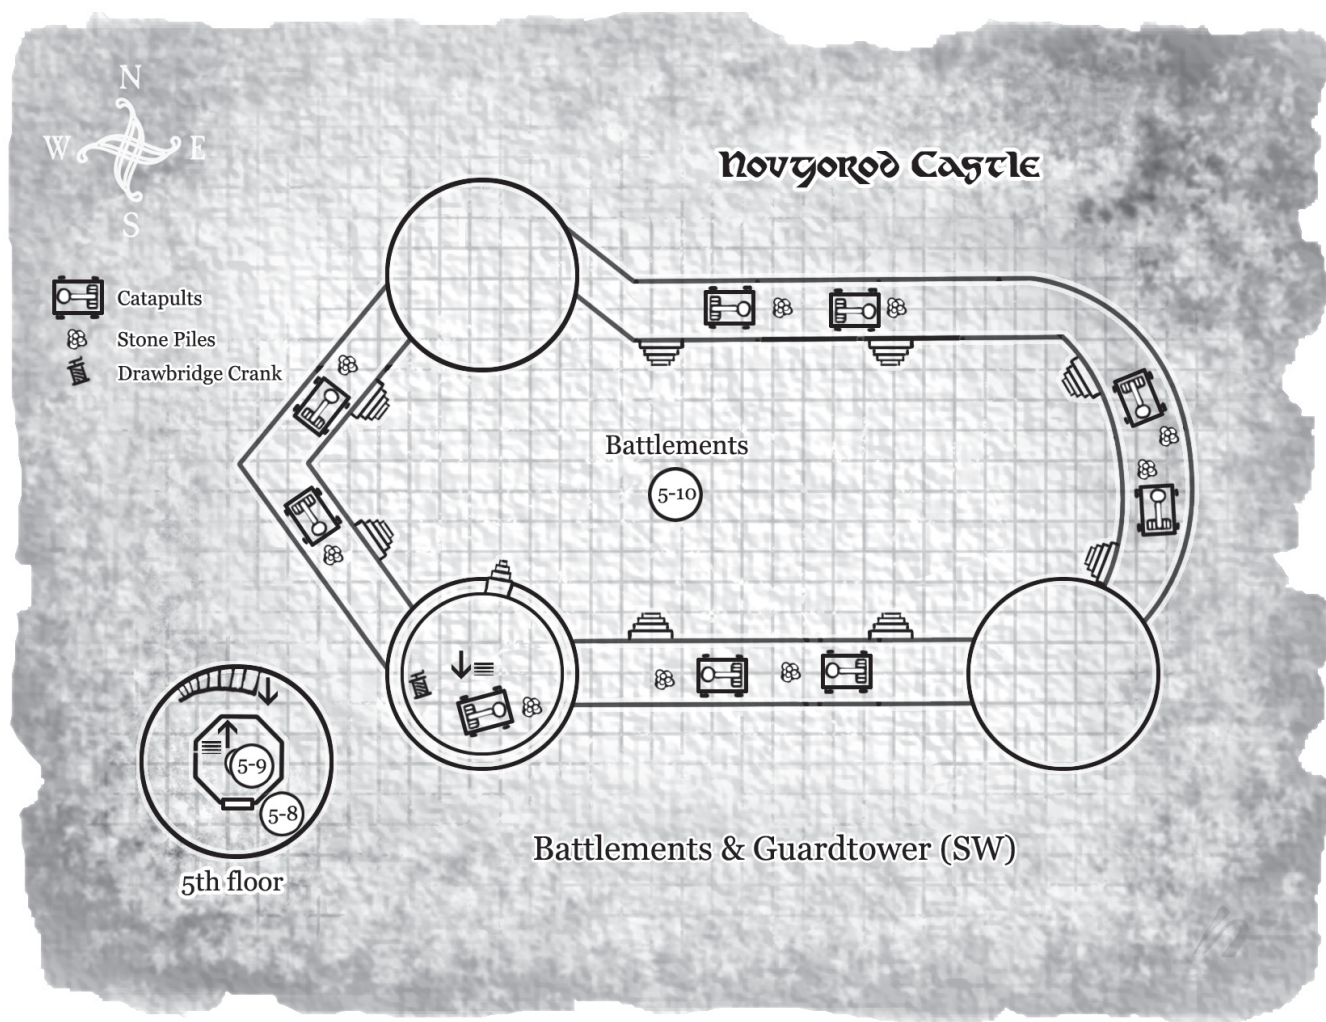 N
W E
S
Novgorod Castle
Catapults
Stone Piles
Drawbridge Crank
Battlements
5-10
5-9
5-8
Battlements & Guardtower (SW)
5th floor